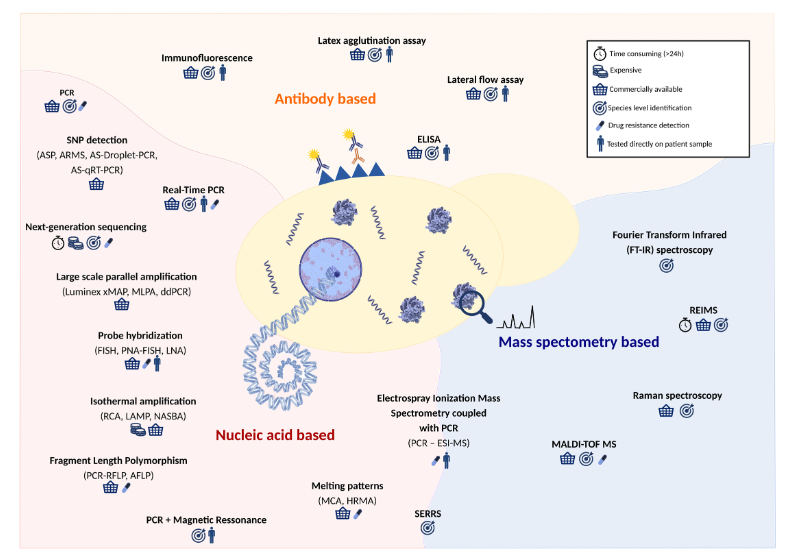 Latex agglutination assay
Immunofluorescence
Lateral flow assay
Antibody based
ELISA
Time consuming (>24h)
Expensive
Commercially available
Species level identification
Drug resistance detection
Tested directly on patient sample
PCR
SNP detection
(ASP, ARMS, AS-Droplet-PCR,
AS-qRT-PCR)
Real-Time PCR
Next-generation sequencing
Large scale parallel amplification
(Luminex xMAP, MLPA, ddPCR)
Probe hybridization
(FISH, PNA-FISH, LNA)
Isothermal amplification
(RCA, LAMP, NASBA)
Nucleic acid based
Fragment Length Polymorphism
(PCR-RFLP, AFLP)
PCR + Magnetic Ressonance
Melting patterns
(MCA, HRMA)
Electrospray Ionization Mass
Spectrometry coupled
with PCR
(PCR – ESI-MS)
Fourier Transform Infrared
(FT-IR) spectroscopy
REIMS
Mass spectometry based
Raman spectroscopy
MALDI-TOF MS
SERRS